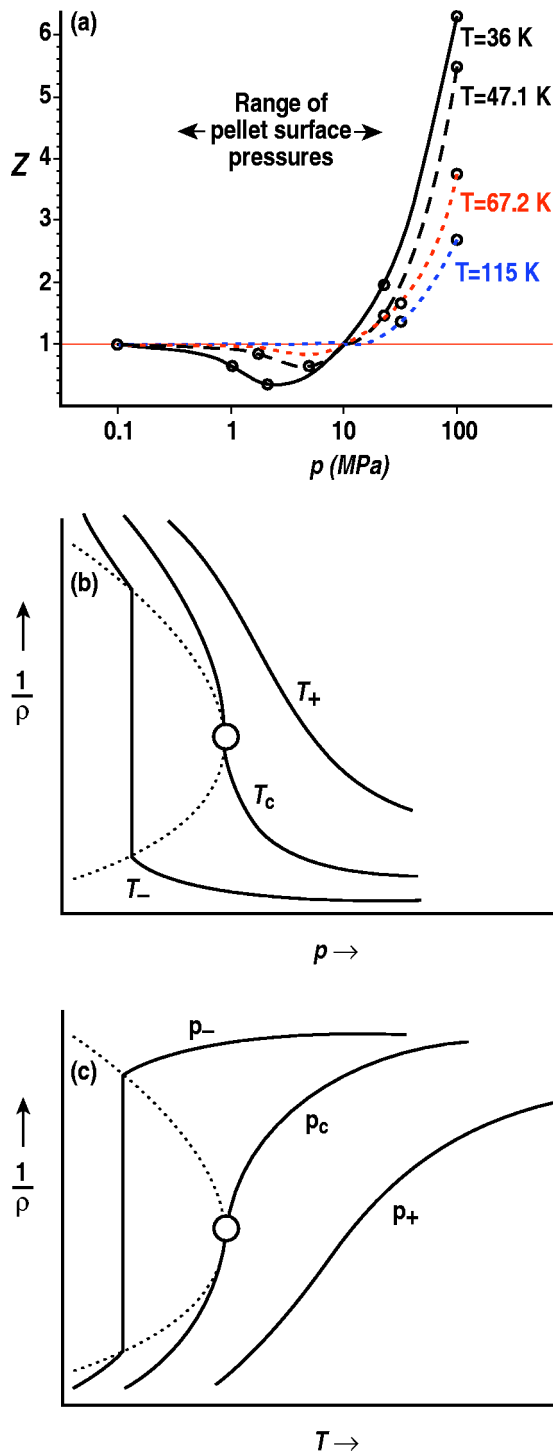 (a)
6
5
4
3
2
1
Z
Range of
pellet surface
pressures
T=36 K
T=47.1 K
T=67.2 K
T=115 K
0.1 1 10 100
p (MPa)
(b)
1
ρ
T+
Tc
T−
p →
(c)
1
ρ
p−
pc
p+
T →